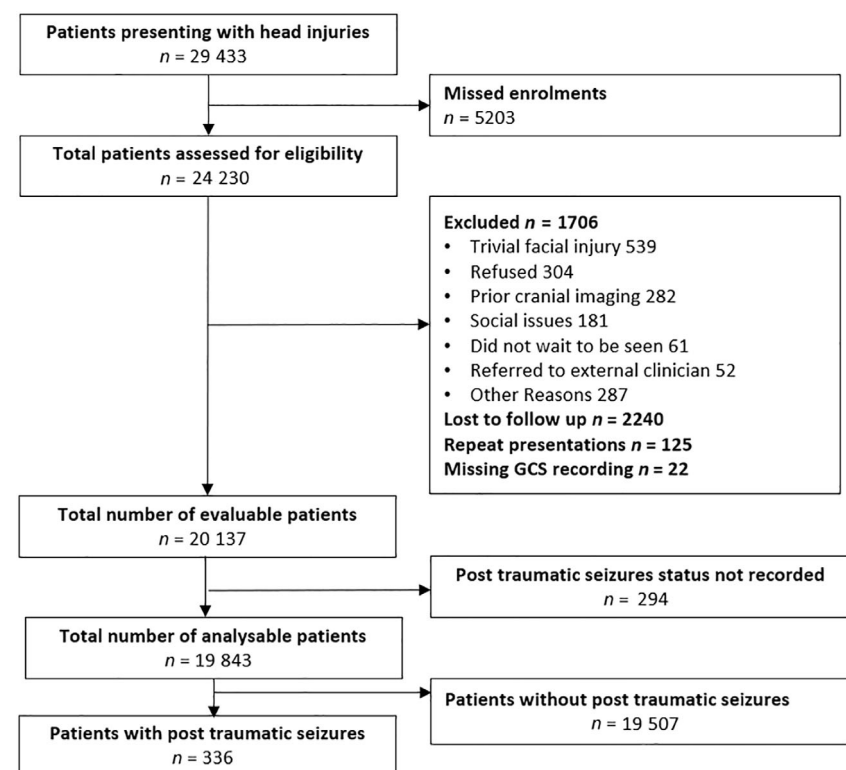 Patients presenting with head injuries
n = 29 433
Missed enrolments
n = 5203
Total patients assessed for eligibility
n = 24 230
Excluded n = 1706
• Trivial facial injury 539
• Refused 304
• Prior cranial imaging 282
• Social issues 181
• Did not wait to be seen 61
• Referred to external clinician 52
• Other Reasons 287
Lost to follow up n = 2240
Repeat presentations n = 125
Missing GCS recording n = 22
Total number of evaluable patients
n = 20 137
Post traumatic seizures status not recorded
n = 294
Total number of analysable patients
n = 19 843
Patients without post traumatic seizures
n = 19 507
Patients with post traumatic seizures
n = 336